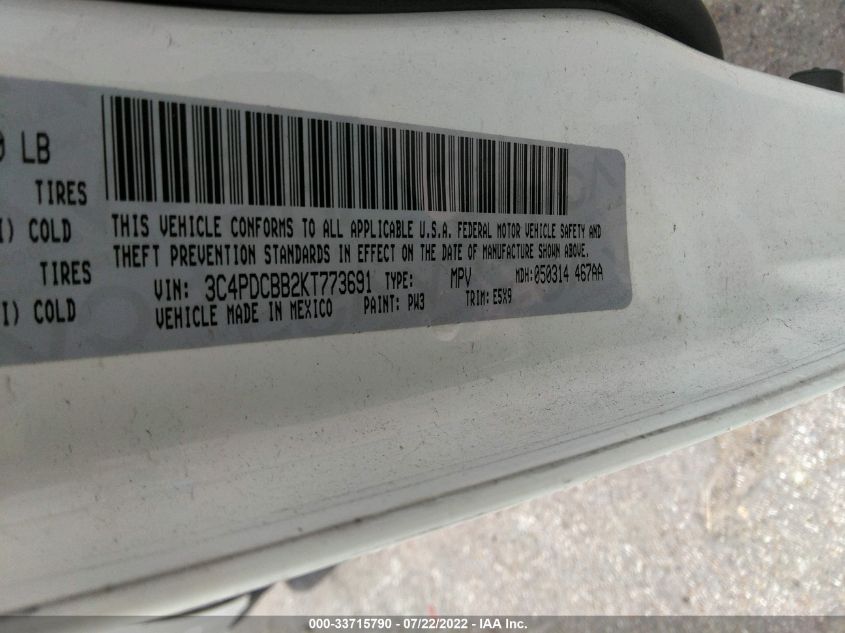 0 LB
TIRES
I) COLD
TIRES
I) COLD
THIS VEHICLE CONFORMS TO ALL APPLICABLE U.S.A. FEDERAL MOTOR VEHICLE SAFETY AND
THEFT PREVENTION STANDARDS IN EFFECT ON THE DATE OF MANUFACTURE SHOWN ABOVE.
VIN: 3C4PDCBB2KT773691 TYPE: MPV MDH:050314 467AA
VEHICLE MADE IN MEXICO PAINT: PW3 TRIM: E5X9
000-33715790 - 07/22/2022 - IAA Inc.